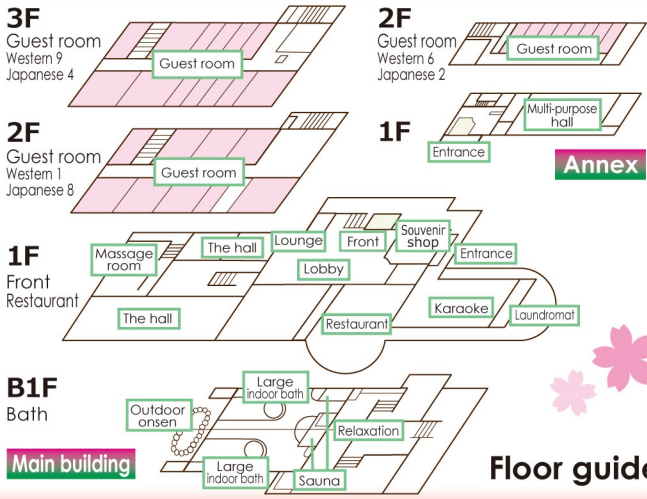 3F
Guest room
Western 9
Japanese 4
Guest room
2F
Guest room
Western 6
Japanese 2
Guest room
1F
Multi-purpose
hall
Entrance
Annex
2F
Guest room
Western 1
Japanese 8
Guest room
1F
Front
Restaurant
Massage
room
The hall
Lounge
Front
Souvenir
shop
Entrance
Lobby
The hall
Restaurant
Karaoke
Laundromat
B1F
Bath
Outdoor
onsen
Large
indoor bath
Relaxation
Large
indoor bath
Sauna
Main building
Floor guide